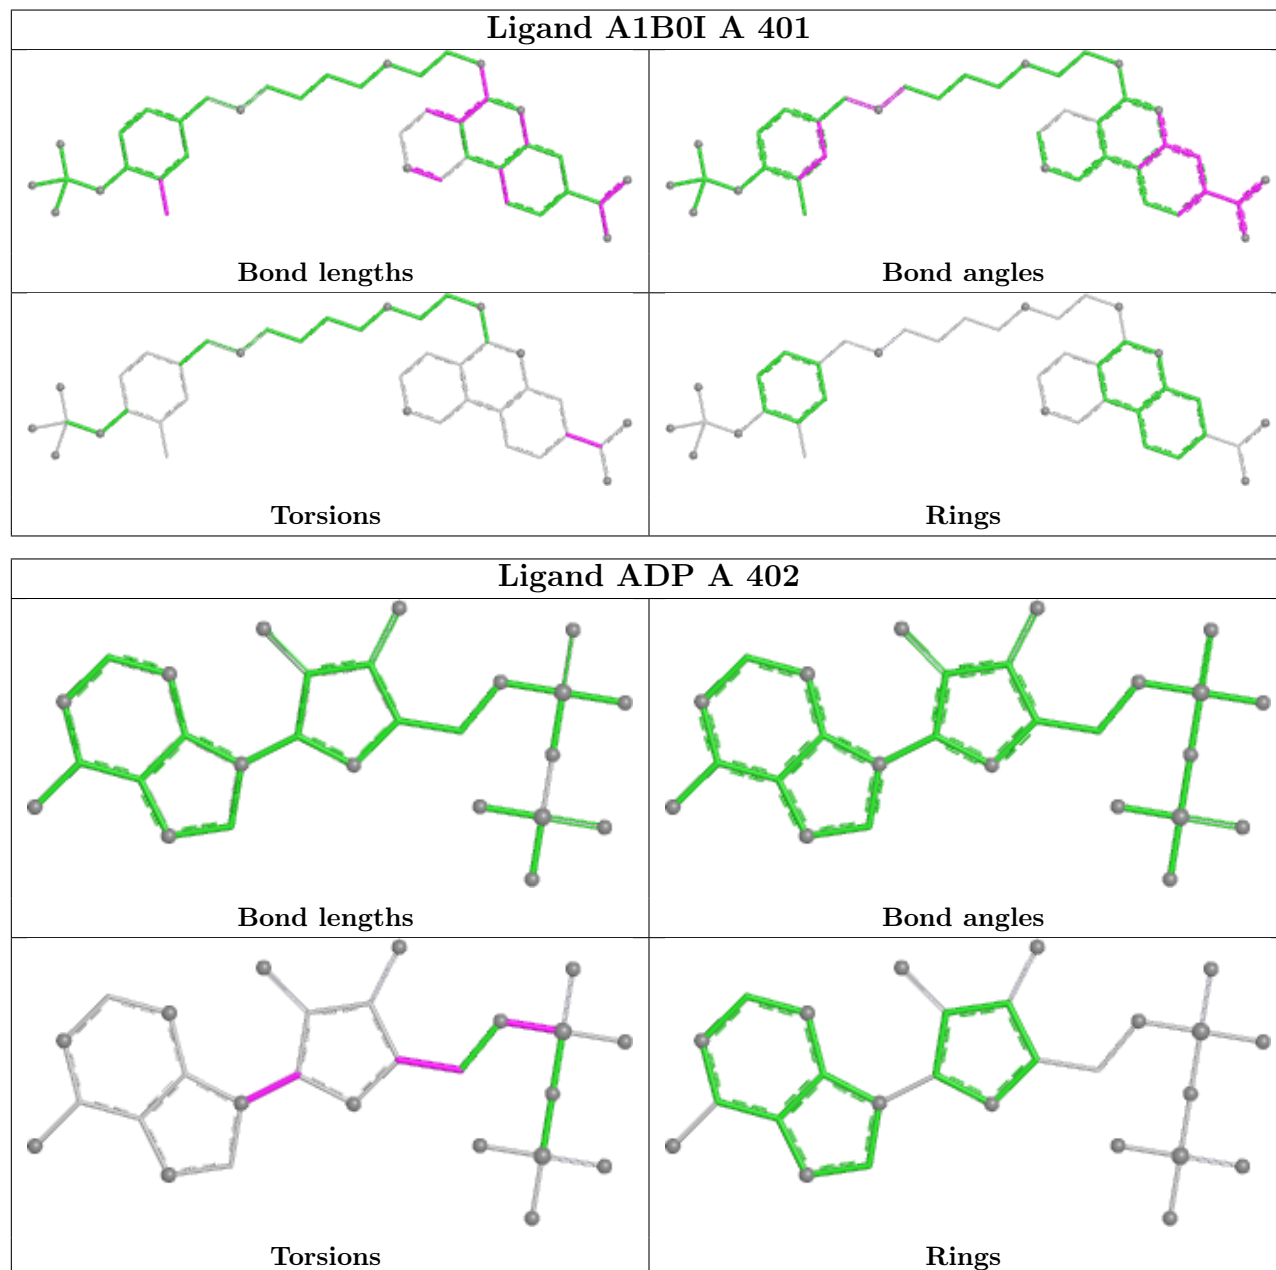 Ligand A1B0I A 401
Bond lengths
Bond angles
Torsions
Rings
Ligand ADP A 402
Bond lengths
Bond angles
Torsions
Rings